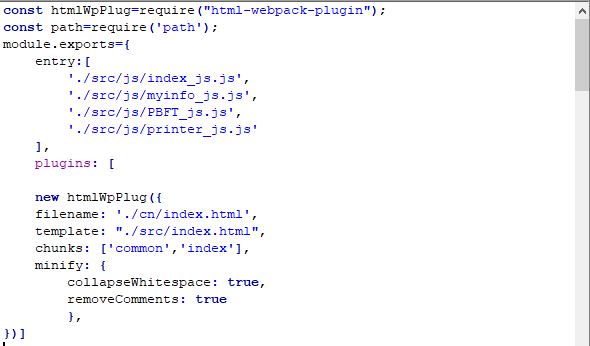 const htmlWpPlug=require("html-webpack-plugin");
const path=require('path');
module.exports={
    entry:[
        './src/js/index_js.js',
        './src/js/myinfo_js.js',
        './src/js/PBFT_js.js',
        './src/js/printer_js.js'
    ],
    plugins: [

    new htmlWpPlug({
    filename: './cn/index.html',
    template: "./src/index.html",
    chunks: ['common','index'],
    minify: {
        collapseWhitespace: true,
        removeComments: true
        },
})]